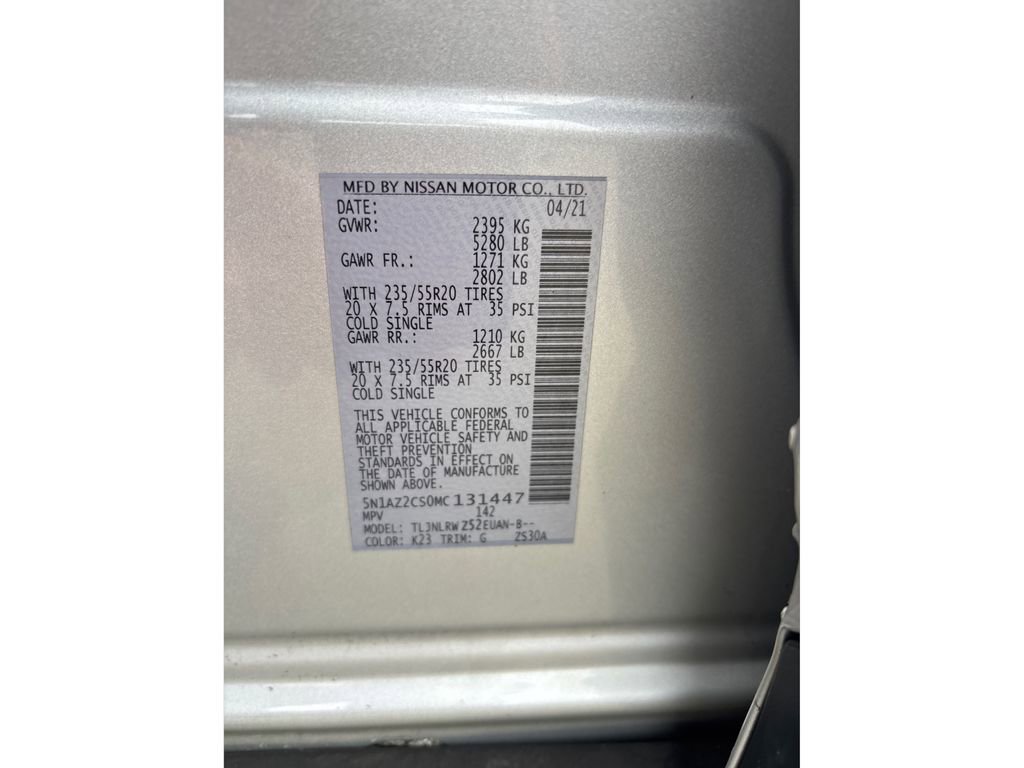 MFD BY NISSAN MOTOR CO., LTD.
DATE: 04/21
GVWR: 2395 KG
5280 LB
GAWR FR.: 1271 KG
2802 LB
WITH 235/55R20 TIRES
20 X 7.5 RIMS AT 35 PSI
COLD SINGLE
GAWR RR.: 1210 KG
2667 LB
WITH 235/55R20 TIRES
20 X 7.5 RIMS AT 35 PSI
COLD SINGLE
THIS VEHICLE CONFORMS TO
ALL APPLICABLE FEDERAL
MOTOR VEHICLE SAFETY AND
THEFT PREVENTION
STANDARDS IN EFFECT ON
THE DATE OF MANUFACTURE
SHOWN ABOVE.
5N1AZ2CS0MC131447
MPV 142
MODEL: TL3NLRW Z52EUAN-B--
COLOR: K23 TRIM: G ZS30A